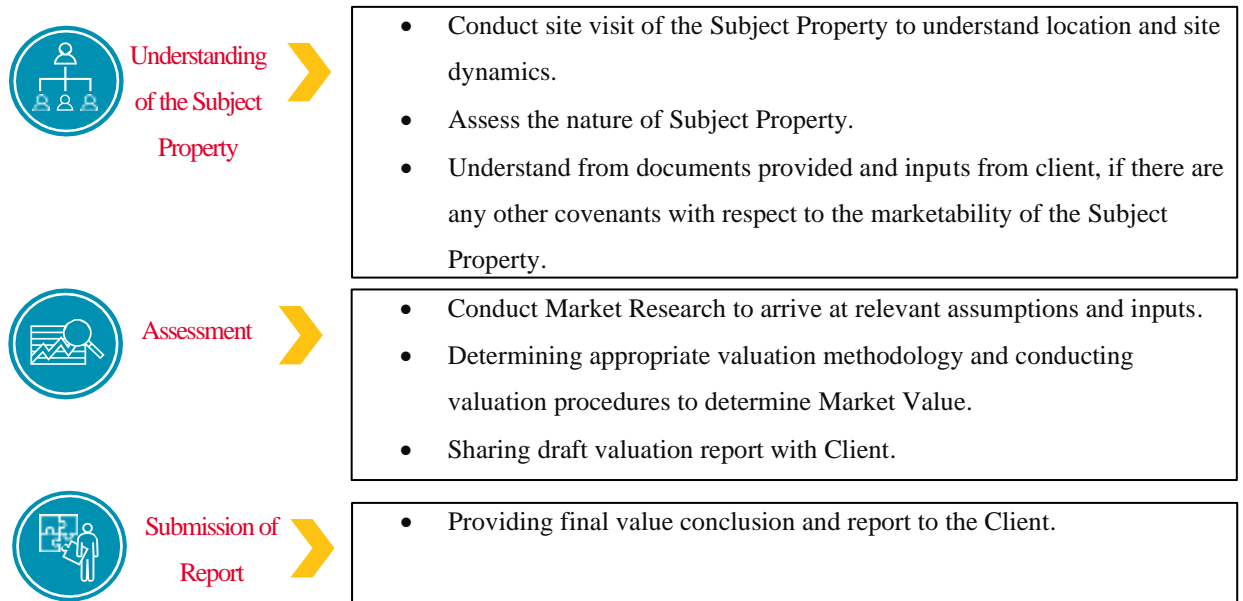 Understanding
of the Subject
Property
• Conduct site visit of the Subject Property to understand location and site
dynamics.
• Assess the nature of Subject Property.
• Understand from documents provided and inputs from client, if there are
any other covenants with respect to the marketability of the Subject
Property.
Assessment
• Conduct Market Research to arrive at relevant assumptions and inputs.
• Determining appropriate valuation methodology and conducting
valuation procedures to determine Market Value.
• Sharing draft valuation report with Client.
Submission of
Report
• Providing final value conclusion and report to the Client.